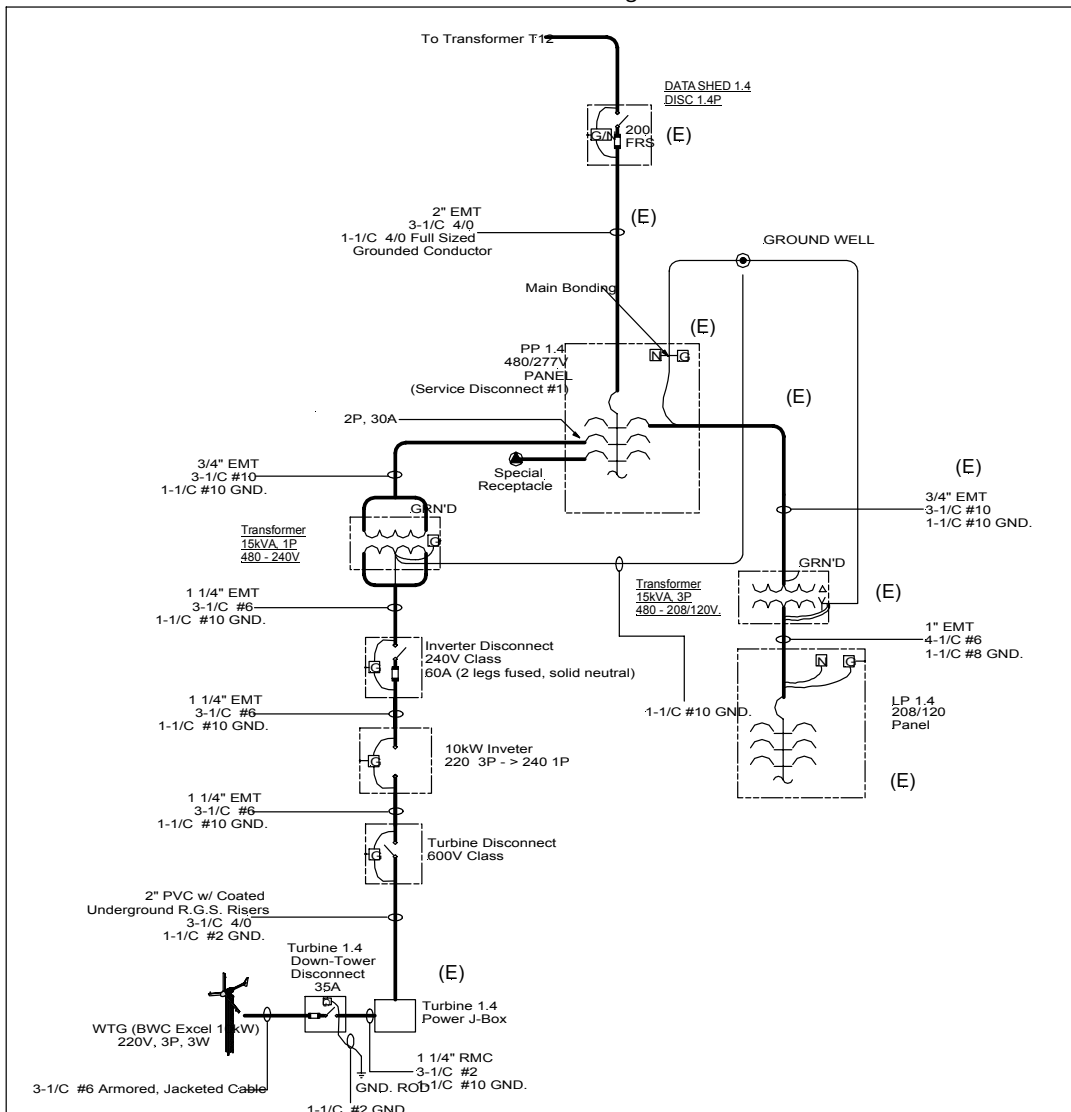 To Transformer T12
DATA SHED 1.4
DISC 1.4P
G/N
200
FRS
(E)
2" EMT
3-1/C 4/0
1-1/C 4/0 Full Sized
Grounded Conductor
(E)
GROUND WELL
Main Bonding
(E)
PP 1.4
480/277V
PANEL
(Service Disconnect #1)
N
G
(E)
2P, 30A
3/4" EMT
3-1/C #10
1-1/C #10 GND.
Special
Receptacle
(E)
3/4" EMT
3-1/C #10
1-1/C #10 GND.
GRN'D
Transformer
15kVA, 1P
480 - 240V
G
GRN'D
Transformer
15kVA, 3P
480 - 208/120V.
Δ
Y
(E)
1 1/4" EMT
3-1/C #6
1-1/C #10 GND.
1" EMT
4-1/C #6
1-1/C #8 GND.
Inverter Disconnect
240V Class
60A (2 legs fused, solid neutral)
G
N
G
LP 1.4
208/120
Panel
(E)
1 1/4" EMT
3-1/C #6
1-1/C #10 GND.
1-1/C #10 GND.
10kW Inveter
220 3P - > 240 1P
G
1 1/4" EMT
3-1/C #6
1-1/C #10 GND.
Turbine Disconnect
600V Class
G
2" PVC w/ Coated
Underground R.G.S. Risers
3-1/C 4/0
1-1/C #2 GND.
Turbine 1.4
Down-Tower
Disconnect
35A
(E)
Turbine 1.4
Power J-Box
WTG (BWC Excel 10kW)
220V, 3P, 3W
1 1/4" RMC
3-1/C #2
1-1/C #10 GND.
3-1/C #6 Armored, Jacketed Cable
GND. ROD
1-1/C #2 GND